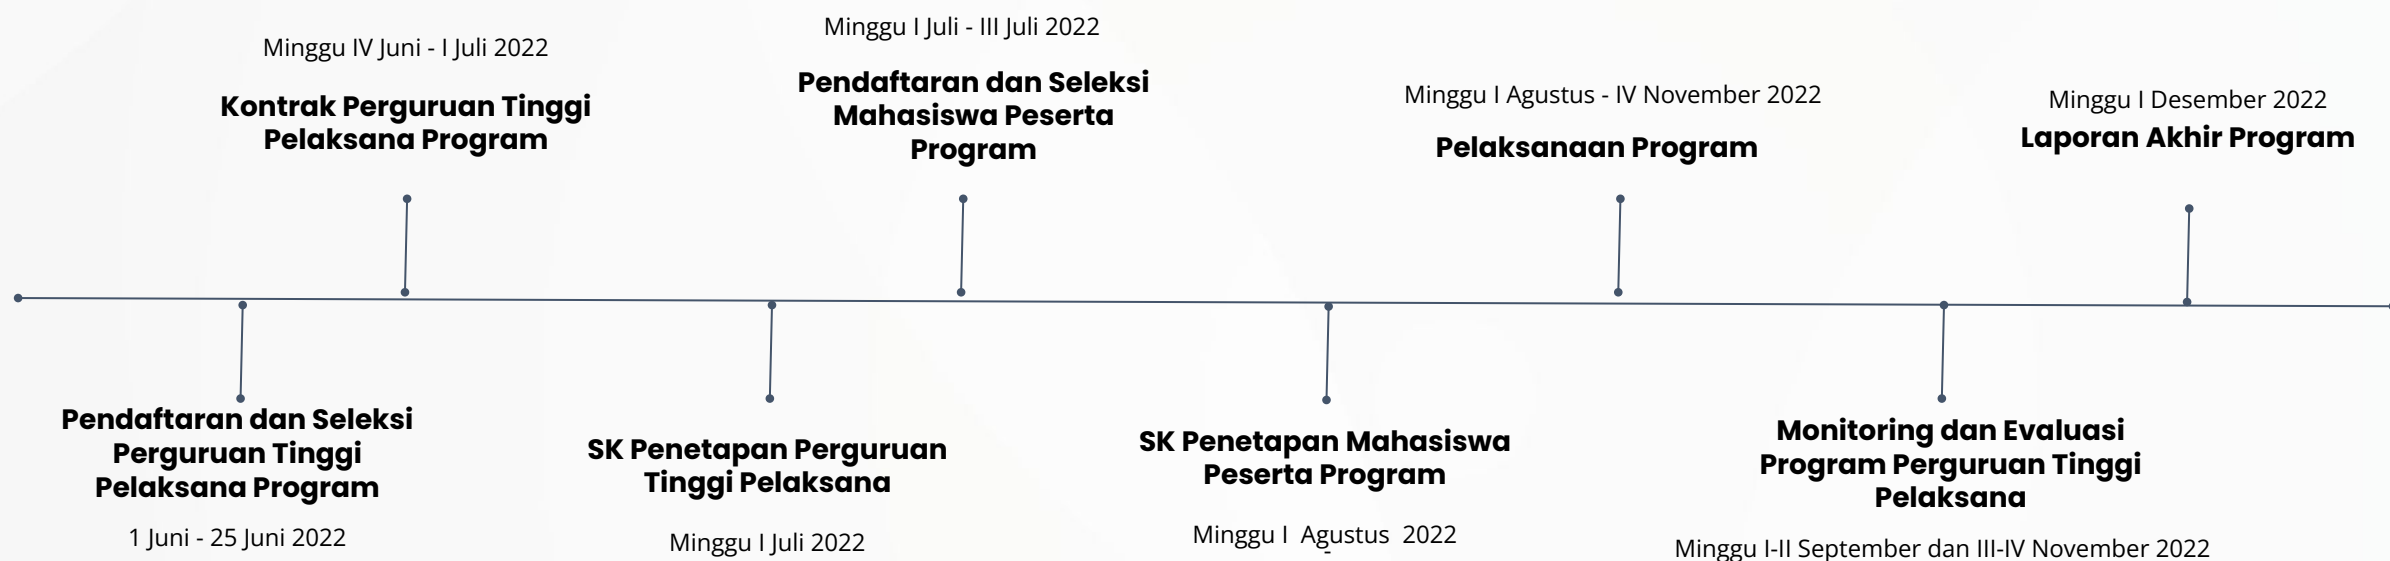 Minggu IV Juni - I Juli 2022
Kontrak Perguruan Tinggi
Pelaksana Program
Minggu I Juli - III Juli 2022
Pendaftaran dan Seleksi
Mahasiswa Peserta
Program
Minggu I Agustus - IV November 2022
Pelaksanaan Program
Minggu I Desember 2022
Laporan Akhir Program
Pendaftaran dan Seleksi
Perguruan Tinggi
Pelaksana Program
1 Juni - 25 Juni 2022
SK Penetapan Perguruan
Tinggi Pelaksana
Minggu I Juli 2022
SK Penetapan Mahasiswa
Peserta Program
Minggu I Agustus 2022
-
Monitoring dan Evaluasi
Program Perguruan Tinggi
Pelaksana
Minggu I-II September dan III-IV November 2022